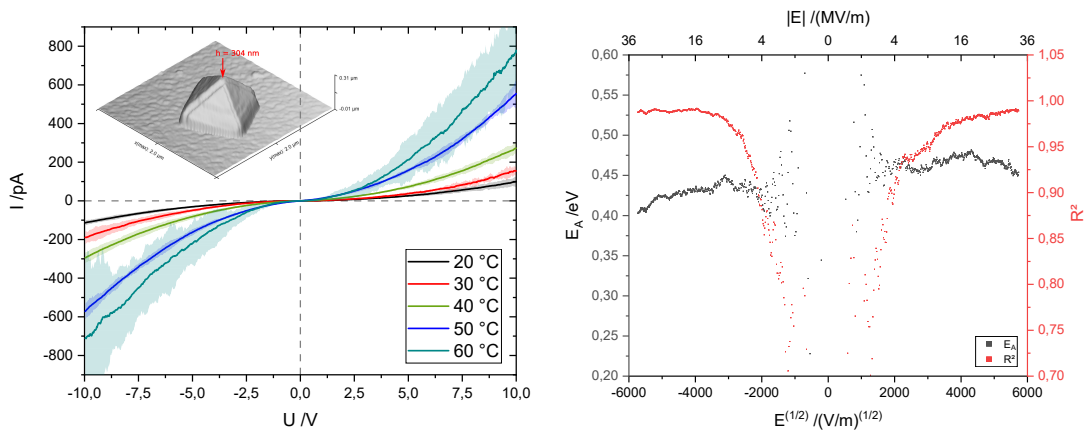 800
600
400
200
0
-200
-400
-600
-800
I /pA
-10,0 -7,5 -5,0 -2,5 0,0 2,5 5,0 7,5 10,0
U /V
h = 304 nm
0.31 µm
-0.01 µm
y(max) 2.0 µm
x(max) 2.0 µm
20 °C
30 °C
40 °C
50 °C
60 °C
|E| /(MV/m)
36 16 4 0 4 16 36
0,60
0,55
0,50
0,45
0,40
0,35
0,30
0,25
0,20
E_A /eV
1,05
1,00
0,95
0,90
0,85
0,80
0,75
0,70
R²
E_A
R²
-6000 -4000 -2000 0 2000 4000 6000
E^(1/2) /(V/m)^(1/2)